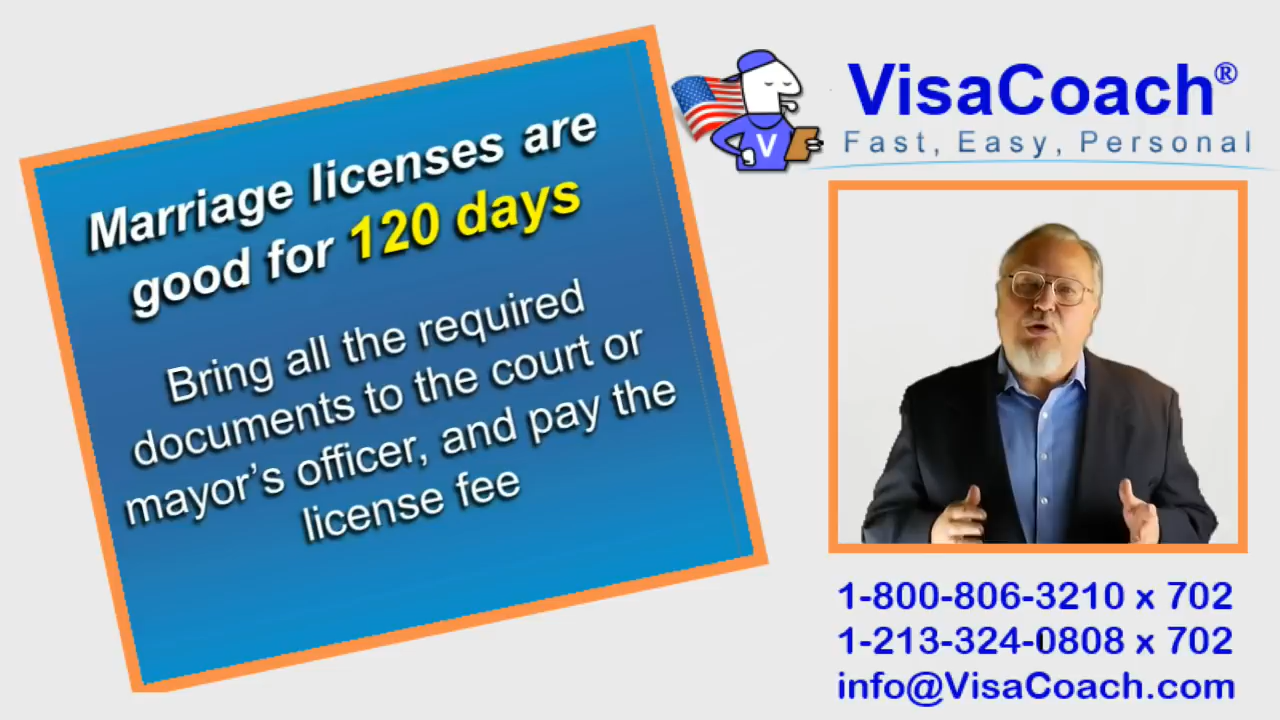 Marriage licenses are
good for 120 days
Bring all the required
documents to the court or
mayor's officer, and pay the
license fee
VisaCoach®
Fast, Easy, Personal
V
1-800-806-3210 x 702
1-213-324-0808 x 702
info@VisaCoach.com